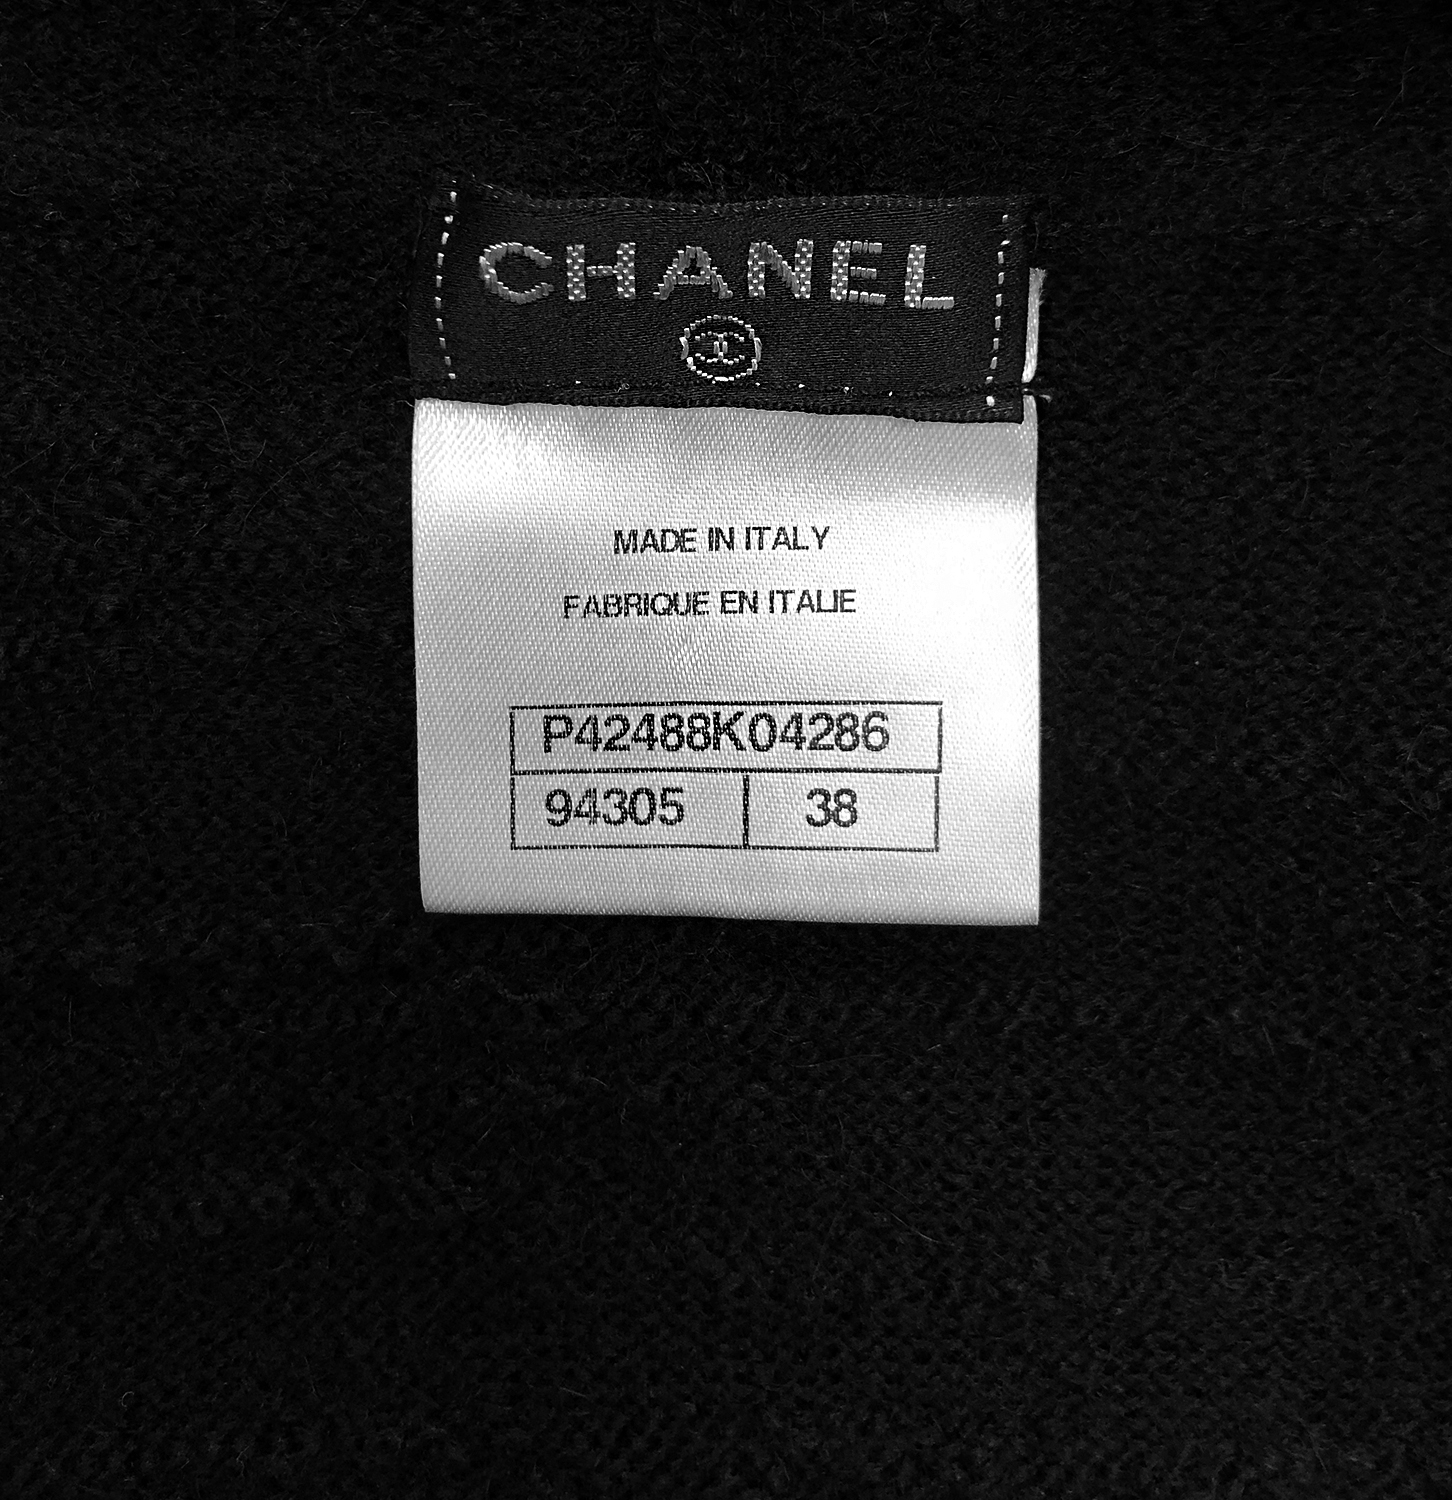 CHANEL
MADE IN ITALY
FABRIQUE EN ITALIE
P42488K04286
94305 38